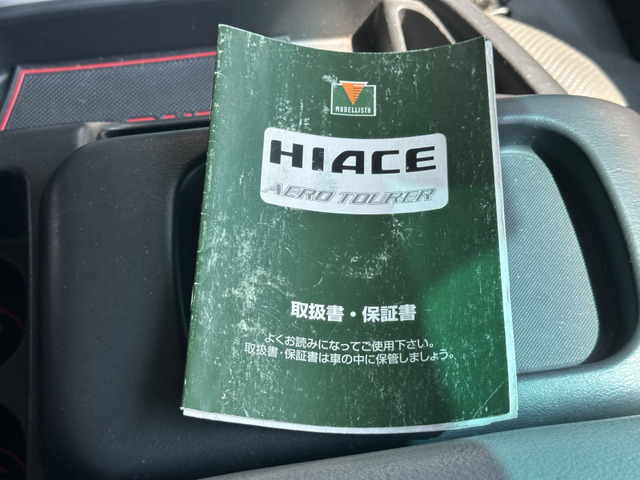 MODELLISTA
HIACE
AERO TOURER
取扱書・保証書
よくお読みになってご使用下さい。
取扱書・保証書は車の中に保管しましょう。